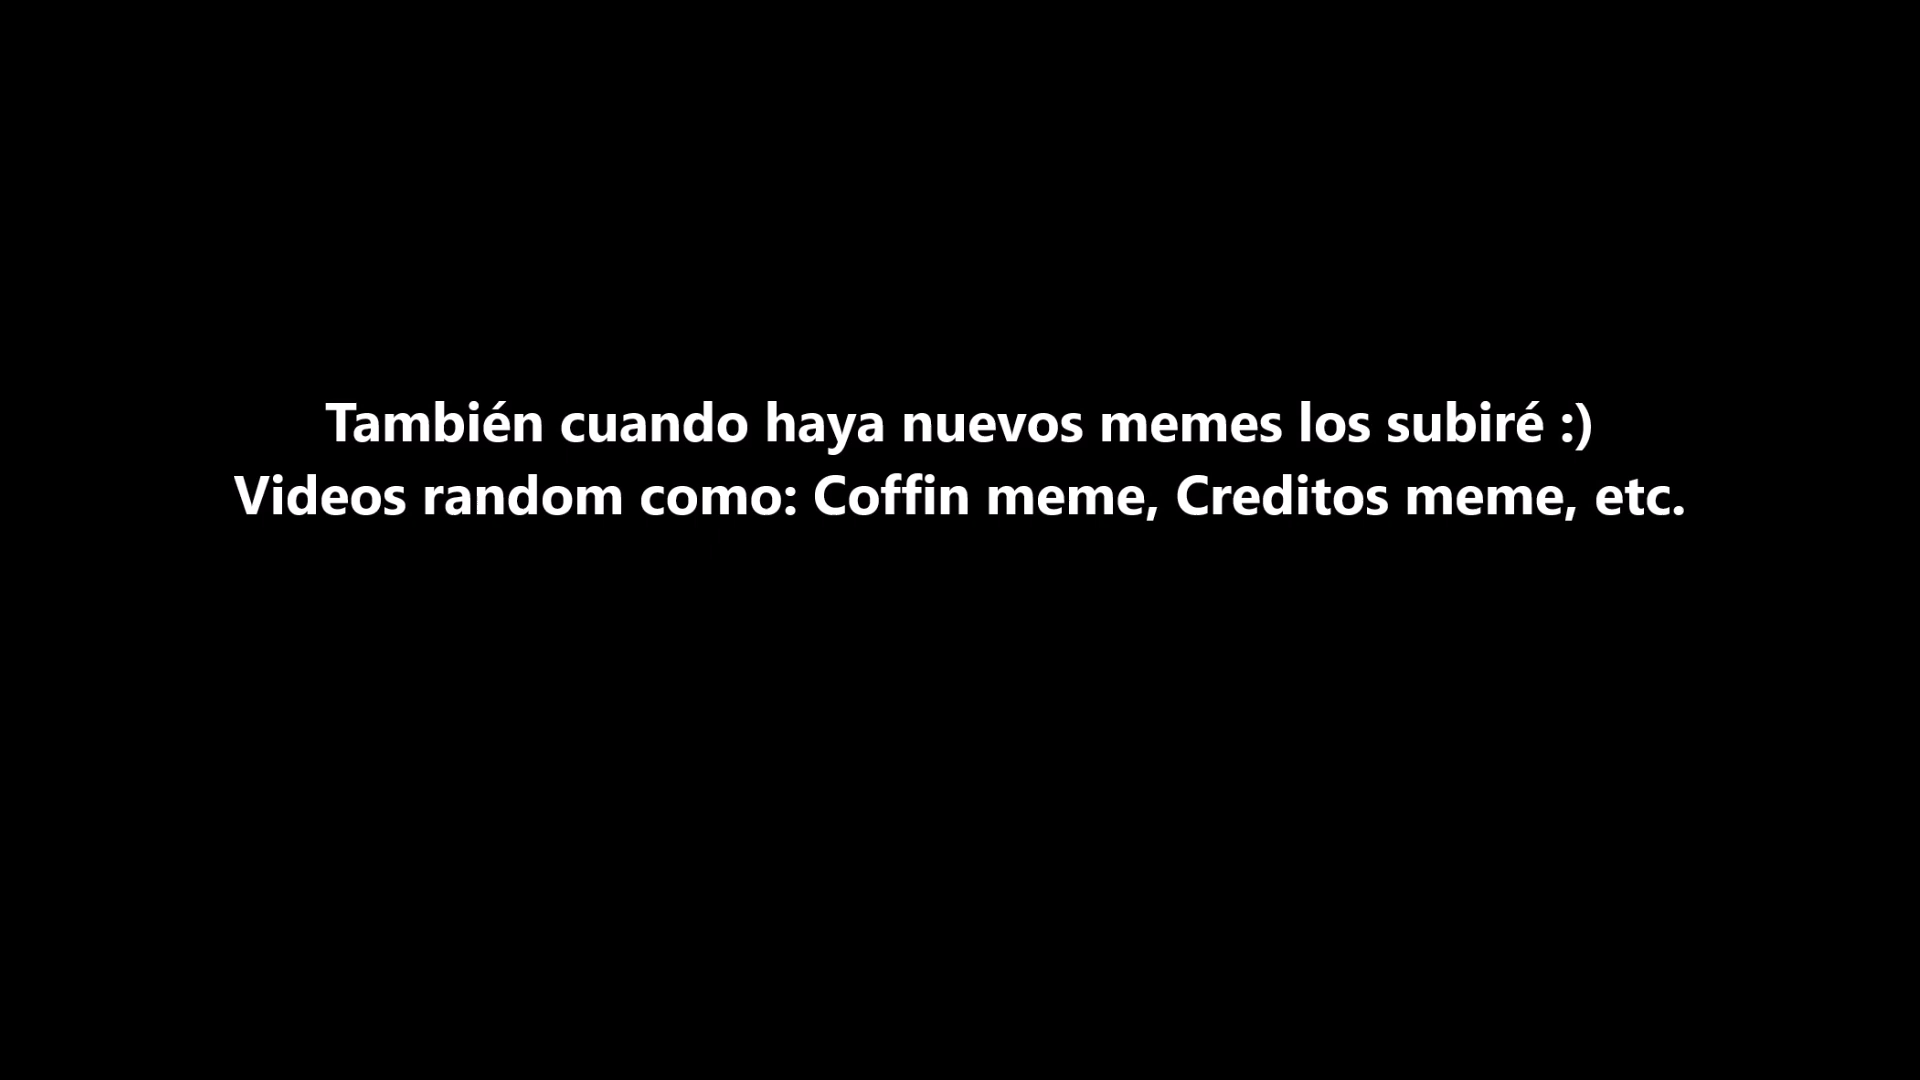 También cuando haya nuevos memes los subiré :)
Videos random como: Coffin meme, Creditos meme, etc.